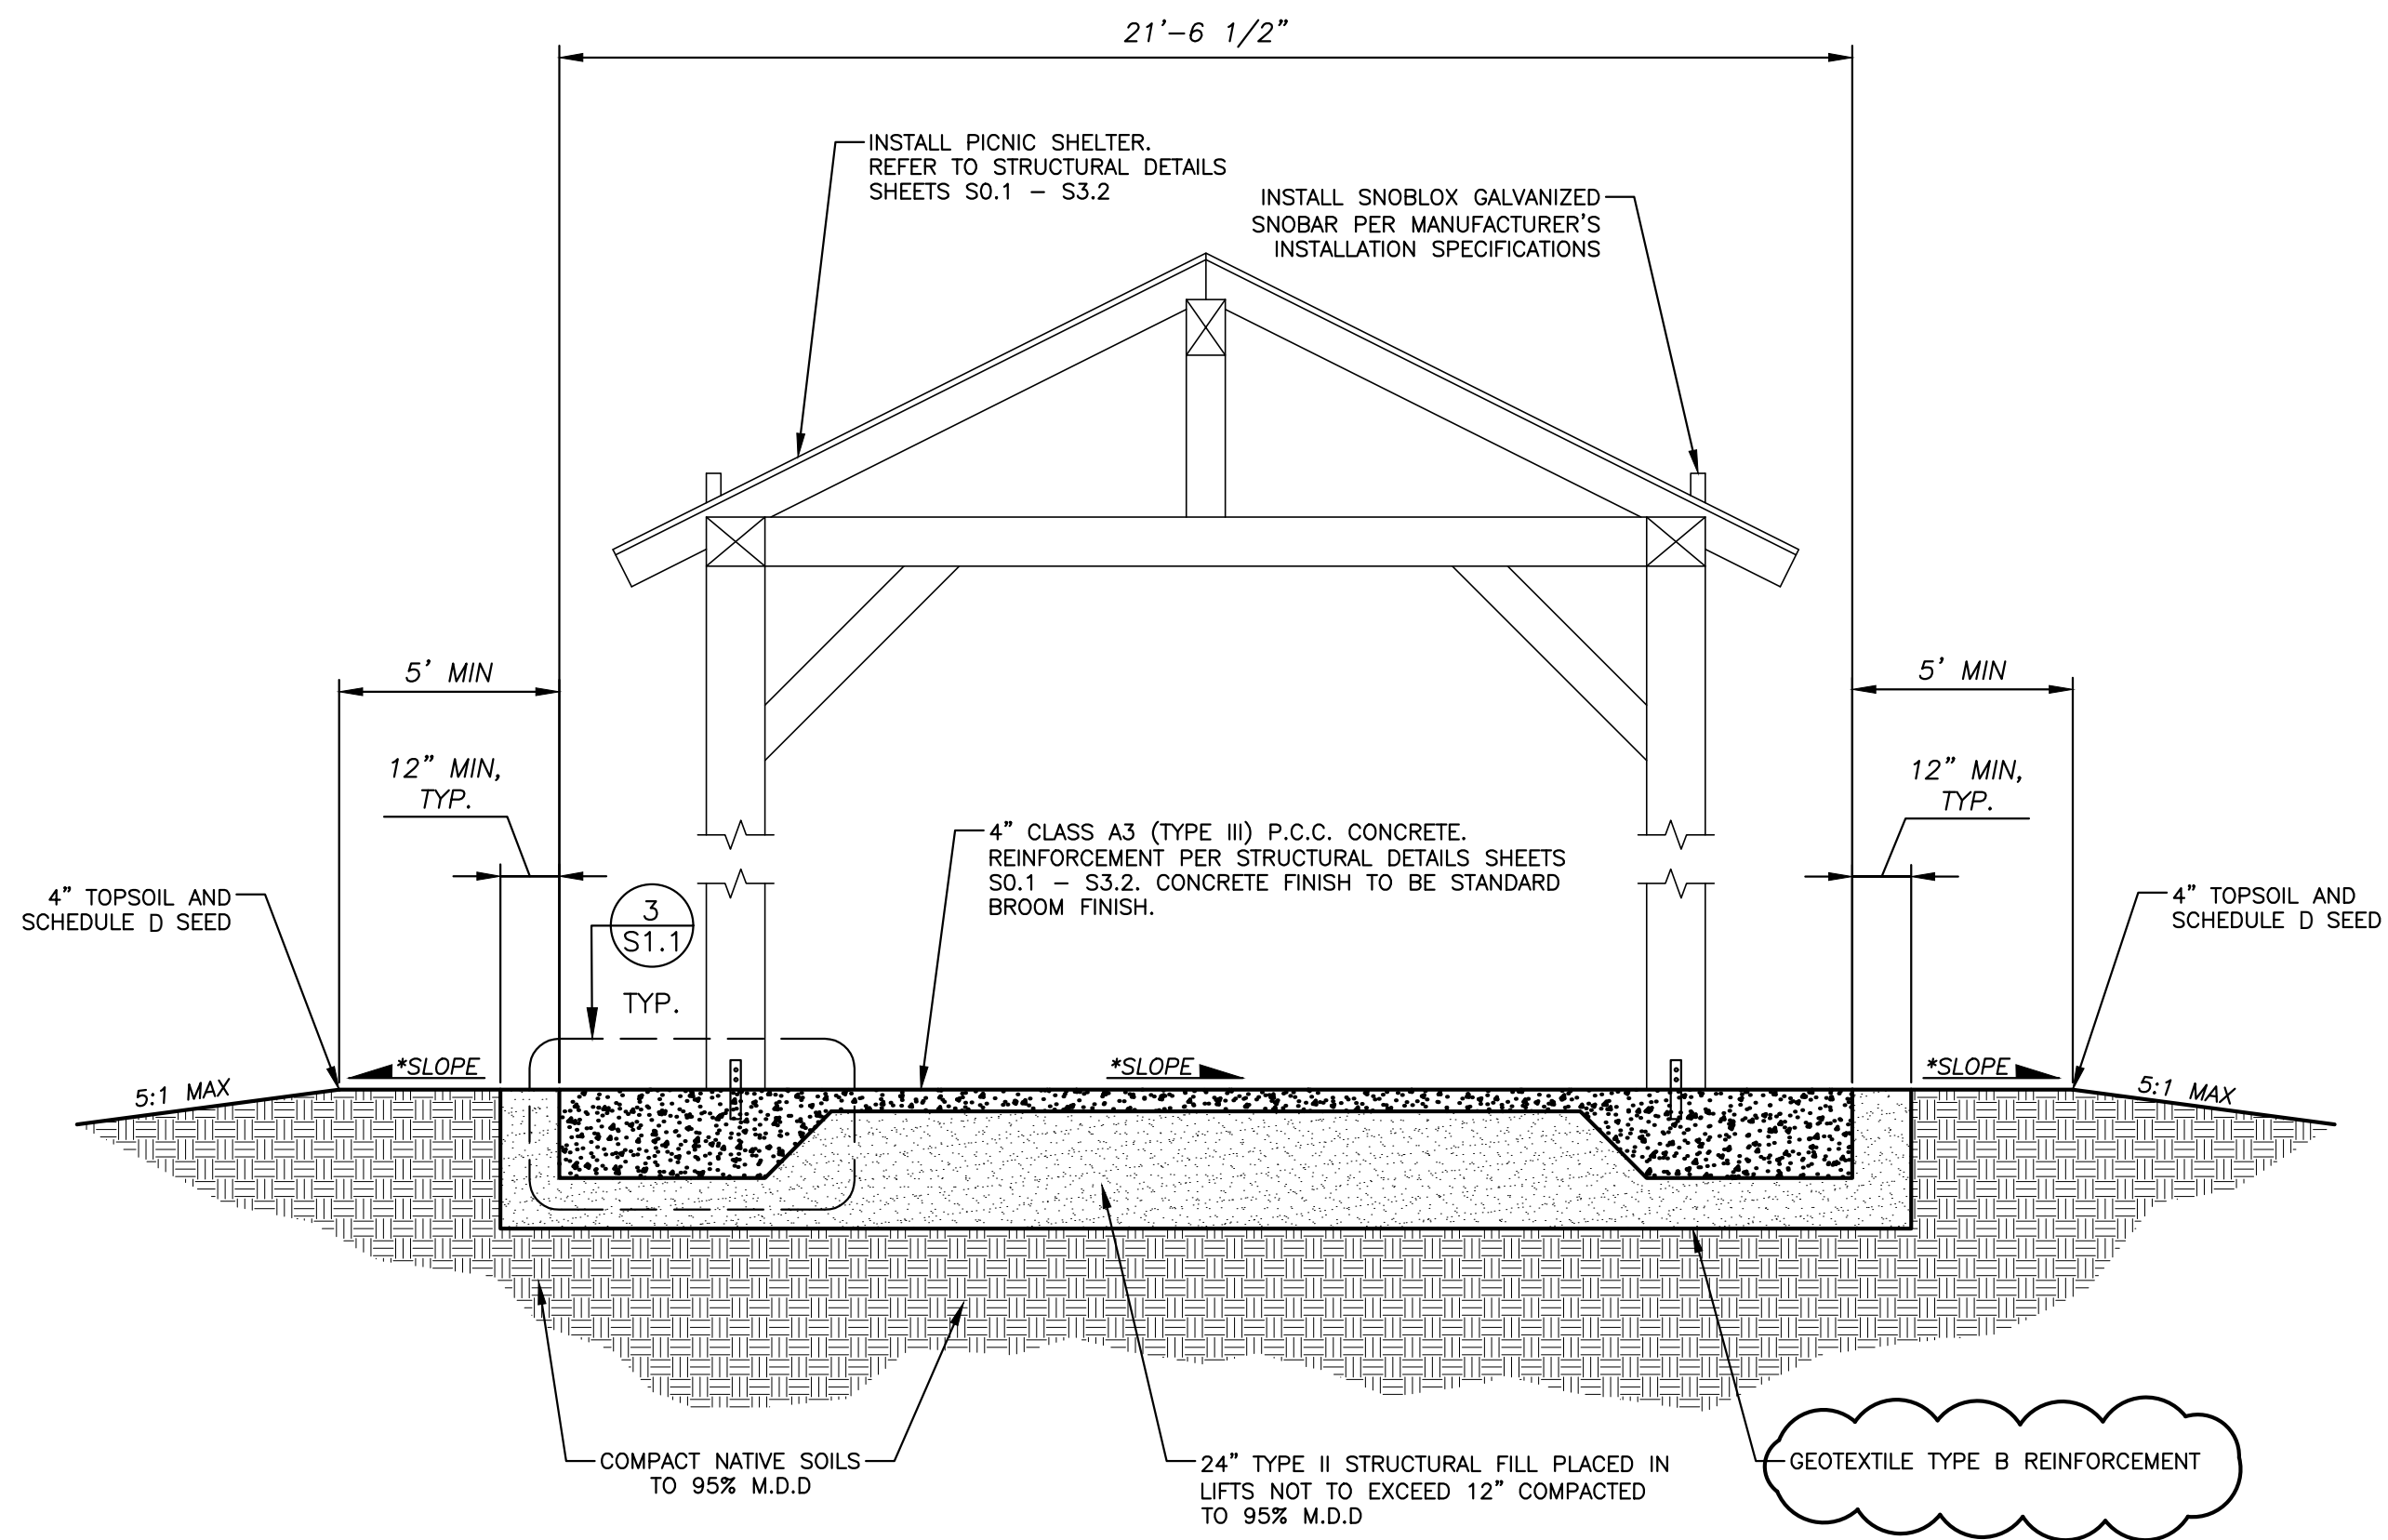 21'-6 1/2"
INSTALL PICNIC SHELTER.
REFER TO STRUCTURAL DETAILS
SHEETS S0.1 - S3.2
INSTALL SNOBLOX GALVANIZED
SNOBAR PER MANUFACTURER'S
INSTALLATION SPECIFICATIONS
5' MIN
5' MIN
12" MIN,
TYP.
12" MIN,
TYP.
4" CLASS A3 (TYPE III) P.C.C. CONCRETE.
REINFORCEMENT PER STRUCTURAL DETAILS SHEETS
S0.1 - S3.2. CONCRETE FINISH TO BE STANDARD
BROOM FINISH.
4" TOPSOIL AND
SCHEDULE D SEED
3
S1.1
TYP.
4" TOPSOIL AND
SCHEDULE D SEED
5:1 MAX
*SLOPE
*SLOPE
*SLOPE
5:1 MAX
COMPACT NATIVE SOILS
TO 95% M.D.D
24" TYPE II STRUCTURAL FILL PLACED IN
LIFTS NOT TO EXCEED 12" COMPACTED
TO 95% M.D.D
GEOTEXTILE TYPE B REINFORCEMENT